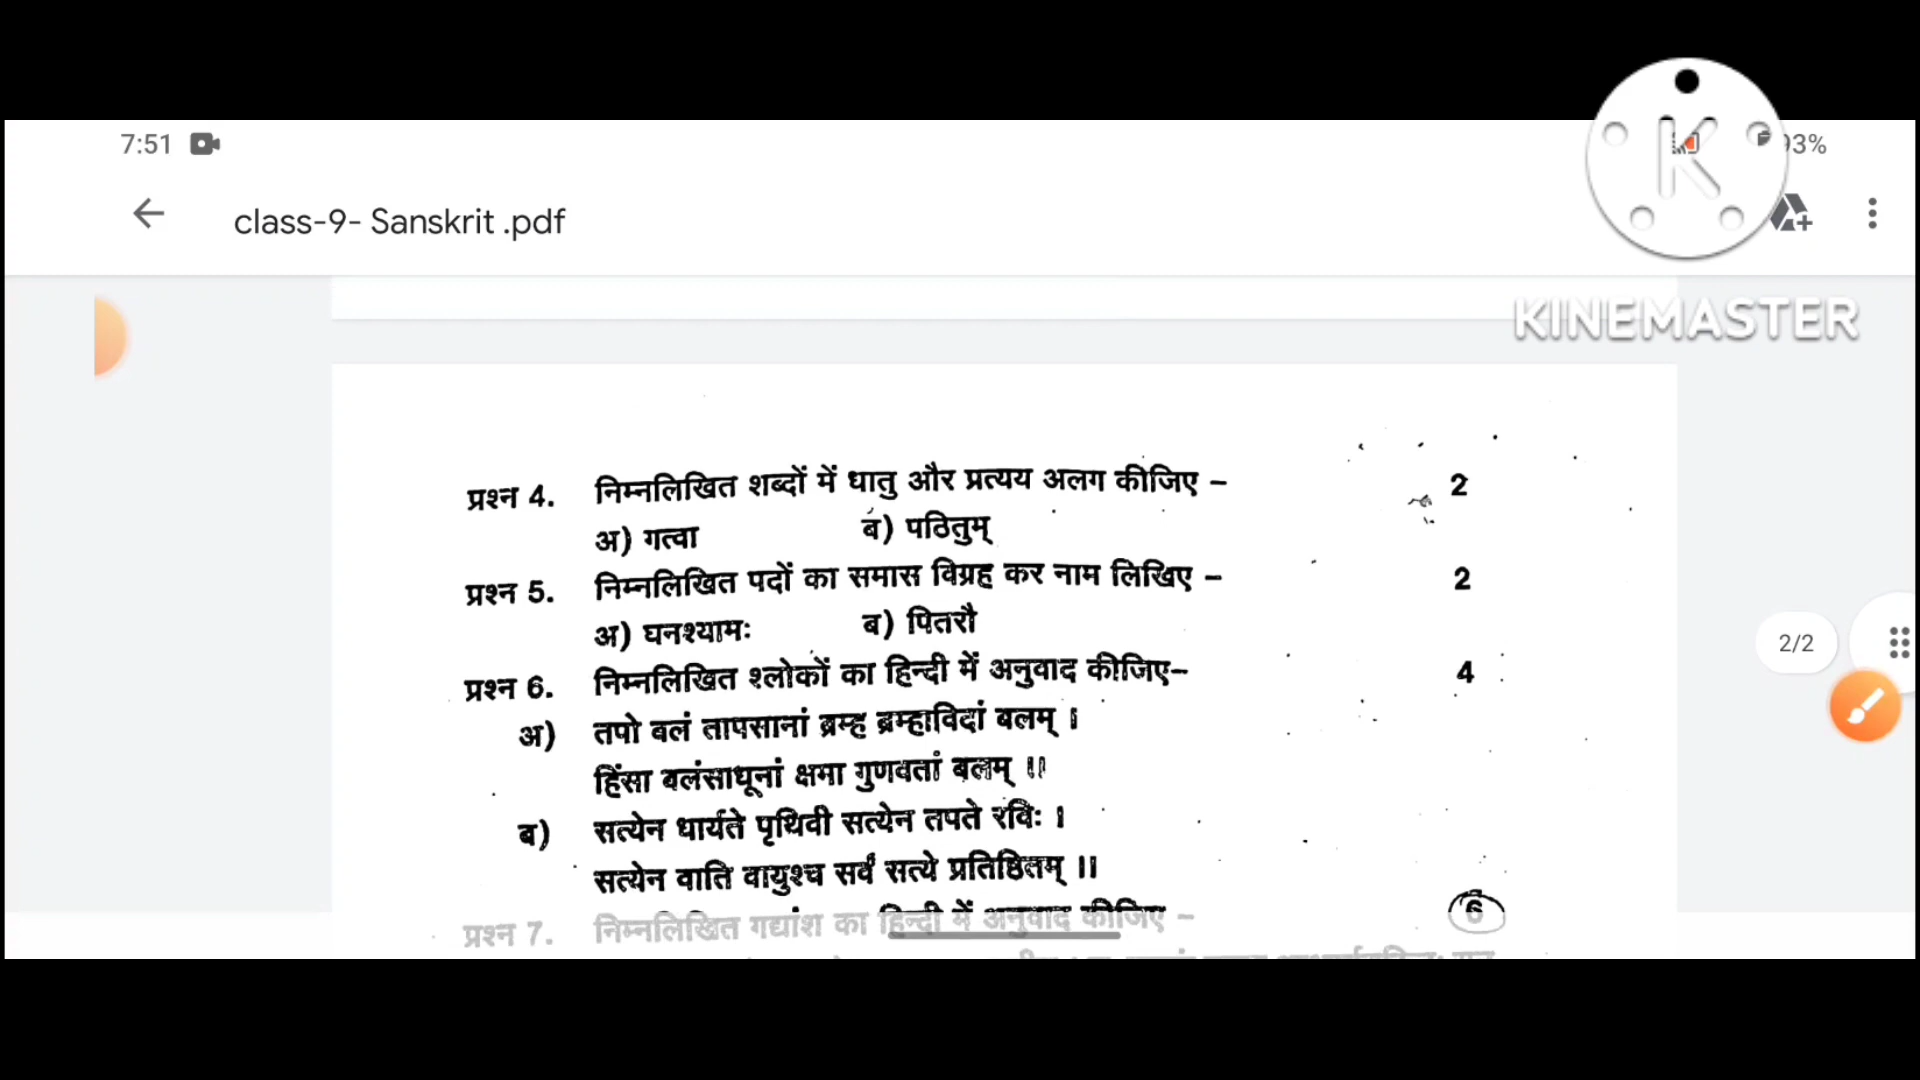 7:51
93%
class-9- Sanskrit .pdf
K
KINEMASTER
प्रश्न 4. निम्नलिखित शब्दों में धातु और प्रत्यय अलग कीजिए – 2
अ) गत्वा ब) पठितुम्
प्रश्न 5. निम्नलिखित पदों का समास विग्रह कर नाम लिखिए – 2
अ) घनश्यामः ब) पितरौ
प्रश्न 6. निम्नलिखित श्लोकों का हिन्दी में अनुवाद कीजिए– 4
अ) तपो बलं तापसानां ब्रम्ह ब्रम्हाविदां बलम् ।
हिंसा बलंसाधूनां क्षमा गुणवतां बलम् ॥
ब) सत्येन धार्यते पृथिवी सत्येन तपते रविः ।
सत्येन वाति वायुश्च सर्वं सत्ये प्रतिष्ठितम् ॥
प्रश्न 7. निम्नलिखित गद्यांश का हिन्दी में अनुवाद कीजिए – 6
2/2